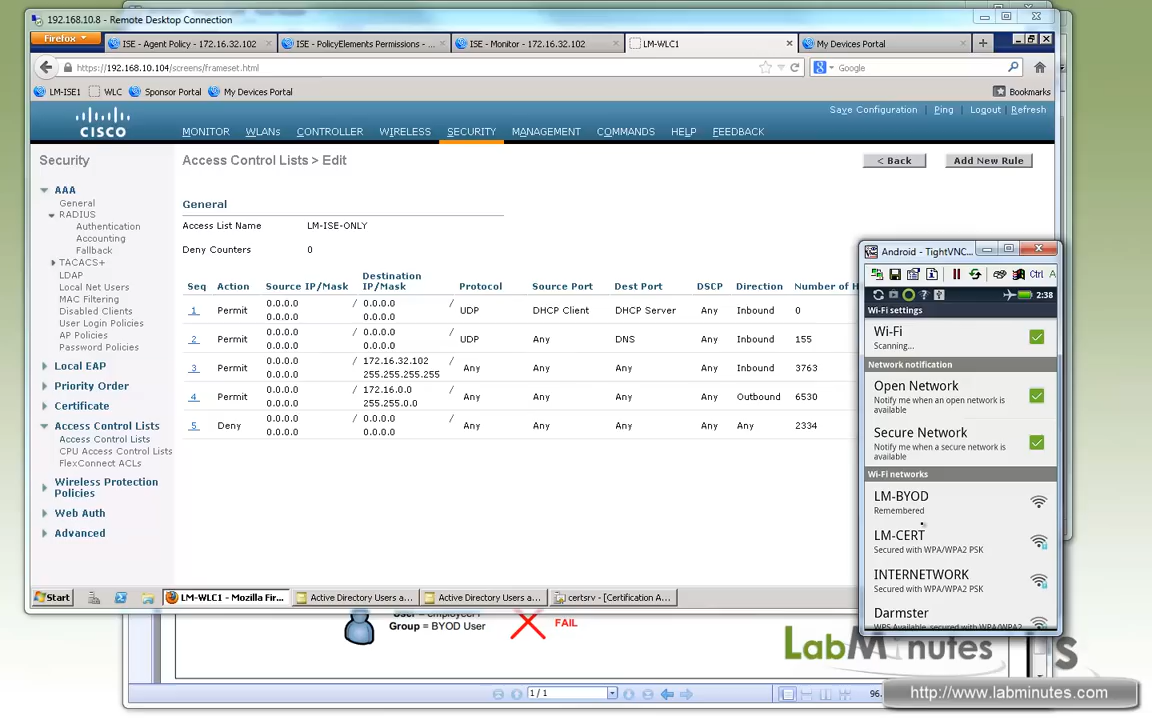 192.168.10.8 - Remote Desktop Connection
Firefox
ISE - Agent Policy - 172.16.32.102
ISE - PolicyElements Permissions - ...
ISE - Monitor - 172.16.32.102
LM-WLC1
My Devices Portal
https://192.168.10.104/screens/frameset.html
Google
LM-ISE1
WLC
Sponsor Portal
My Devices Portal
Bookmarks
Save Configuration
Ping
Logout
Refresh
CISCO
MONITOR
WLANs
CONTROLLER
WIRELESS
SECURITY
MANAGEMENT
COMMANDS
HELP
FEEDBACK
Security
AAA
General
RADIUS
Authentication
Accounting
Fallback
TACACS+
LDAP
Local Net Users
MAC Filtering
Disabled Clients
User Login Policies
AP Policies
Password Policies
Local EAP
Priority Order
Certificate
Access Control Lists
Access Control Lists
CPU Access Control Lists
FlexConnect ACLs
Wireless Protection
Policies
Web Auth
Advanced
Access Control Lists > Edit
< Back
Add New Rule
General
Access List Name LM-ISE-ONLY
Deny Counters 0
Seq Action Source IP/Mask Destination IP/Mask Protocol Source Port Dest Port DSCP Direction Number of H
1 Permit 0.0.0.0 / 0.0.0.0 / UDP DHCP Client DHCP Server Any Inbound 0
0.0.0.0 0.0.0.0
2 Permit 0.0.0.0 / 0.0.0.0 / UDP Any DNS Any Inbound 155
0.0.0.0 0.0.0.0
3 Permit 0.0.0.0 / 172.16.32.102 / Any Any Any Any Inbound 3763
0.0.0.0 255.255.255.255
4 Permit 0.0.0.0 / 172.16.0.0 / Any Any Any Any Outbound 6530
0.0.0.0 255.255.0.0
5 Deny 0.0.0.0 / 0.0.0.0 / Any Any Any Any Any 2334
0.0.0.0 0.0.0.0
Android - TightVNC...
Ctrl A
2:38
Wi-Fi settings
Wi-Fi
Scanning...
Network notification
Open Network
Notify me when an open network is
available
Secure Network
Notify me when a secure network is
available
Wi-Fi networks
LM-BYOD
Remembered
LM-CERT
Secured with WPA/WPA2 PSK
INTERNETWORK
Secured with WPA/WPA2 PSK
Darmster
WPS Available, secured with WPA/WPA2
Start
LM-WLC1 - Mozilla Fir...
Active Directory Users a...
Active Directory Users a...
certsrv - [Certification A...
Group = BYOD User
FAIL
LabMinutes
1 / 1
96.
http://www.labminutes.com